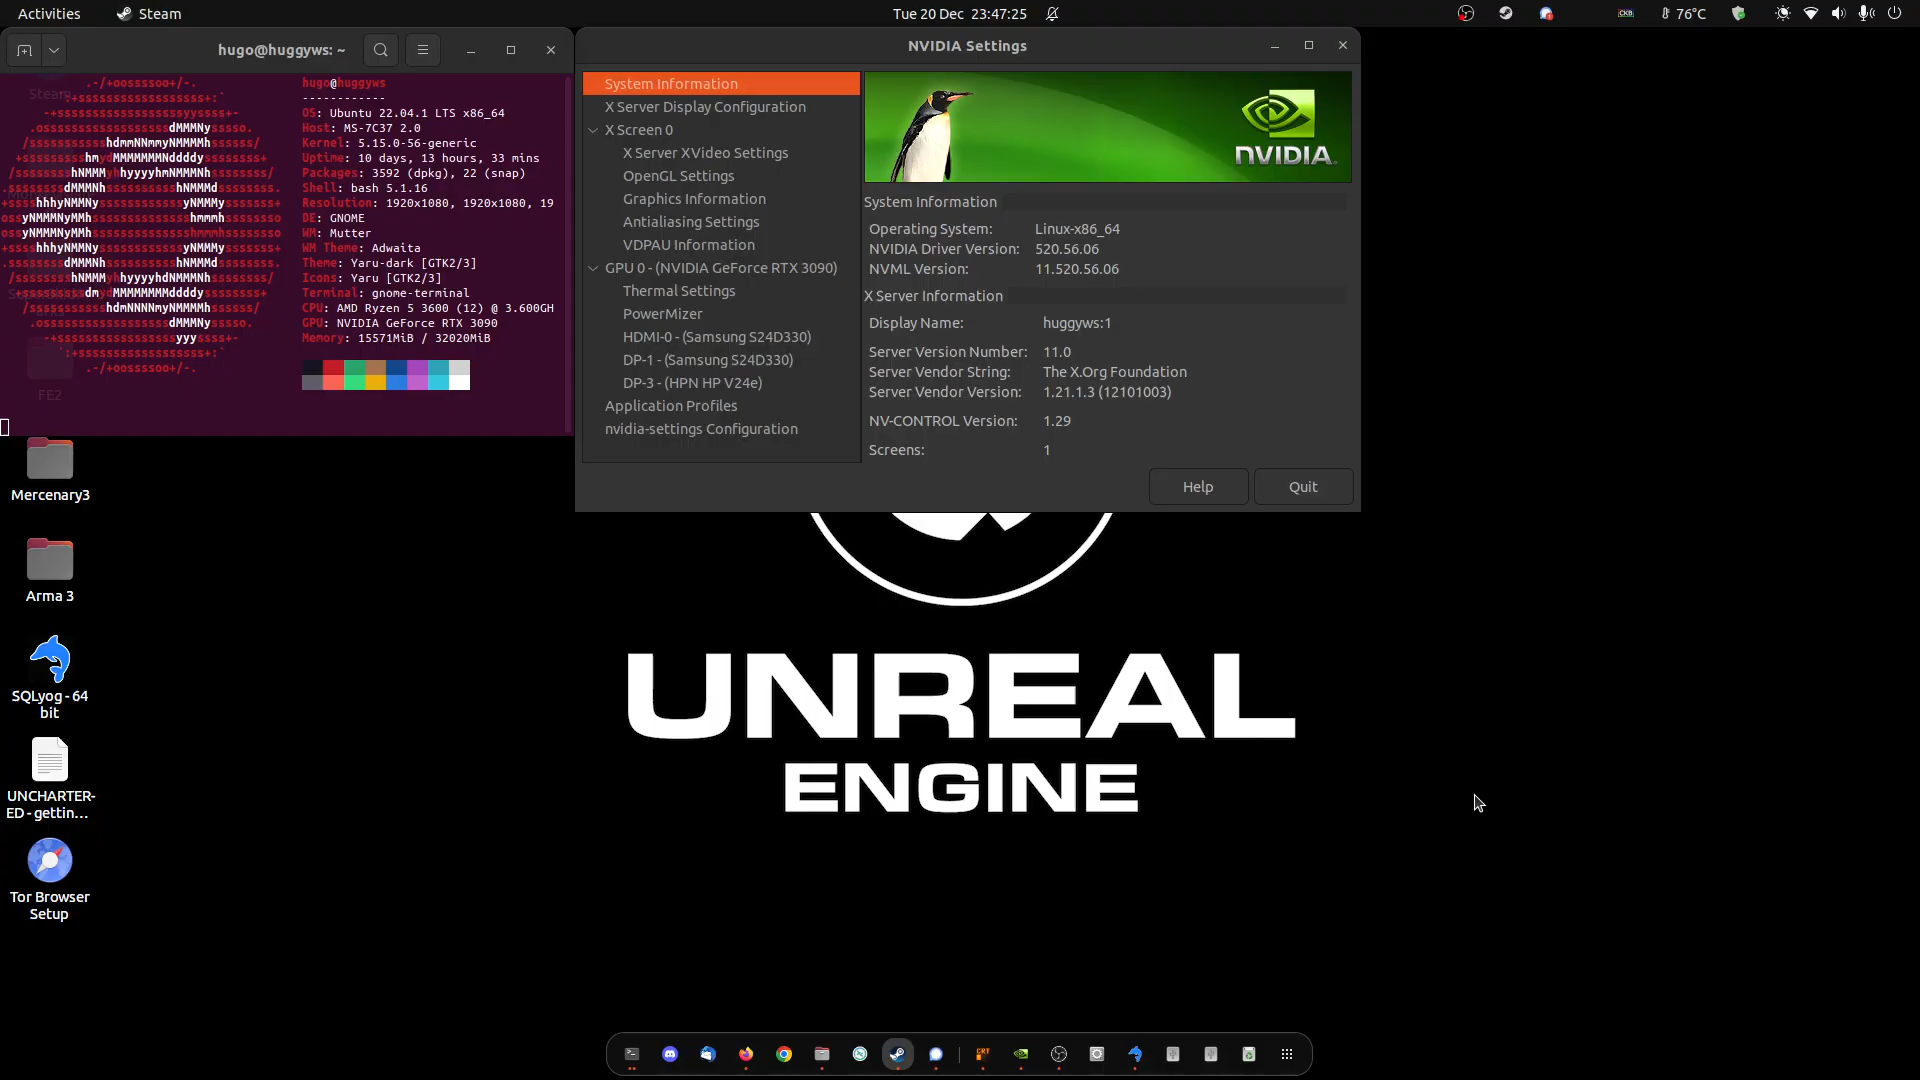 Activities
Steam
Tue 20 Dec 23:47:25
CKB
76°C
hugo@huggyws: ~
hugo@huggyws
------------
OS: Ubuntu 22.04.1 LTS x86_64
Host: MS-7C37 2.0
Kernel: 5.15.0-56-generic
Uptime: 10 days, 13 hours, 33 mins
Packages: 3592 (dpkg), 22 (snap)
Shell: bash 5.1.16
Resolution: 1920x1080, 1920x1080, 19
DE: GNOME
WM: Mutter
WM Theme: Adwaita
Theme: Yaru-dark [GTK2/3]
Icons: Yaru [GTK2/3]
Terminal: gnome-terminal
CPU: AMD Ryzen 5 3600 (12) @ 3.600GH
GPU: NVIDIA GeForce RTX 3090
Memory: 15571MiB / 32020MiB
FE2
Mercenary3
Arma 3
SQLyog - 64
bit
UNCHARTER-
ED - gettin...
Tor Browser
Setup
NVIDIA Settings
System Information
X Server Display Configuration
X Screen 0
X Server XVideo Settings
OpenGL Settings
Graphics Information
Antialiasing Settings
VDPAU Information
GPU 0 - (NVIDIA GeForce RTX 3090)
Thermal Settings
PowerMizer
HDMI-0 - (Samsung S24D330)
DP-1 - (Samsung S24D330)
DP-3 - (HPN HP V24e)
Application Profiles
nvidia-settings Configuration
NVIDIA.
System Information
Operating System: Linux-x86_64
NVIDIA Driver Version: 520.56.06
NVML Version: 11.520.56.06
X Server Information
Display Name: huggyws:1
Server Version Number: 11.0
Server Vendor String: The X.Org Foundation
Server Vendor Version: 1.21.1.3 (12101003)
NV-CONTROL Version: 1.29
Screens: 1
Help
Quit
UNREAL
ENGINE
CRT